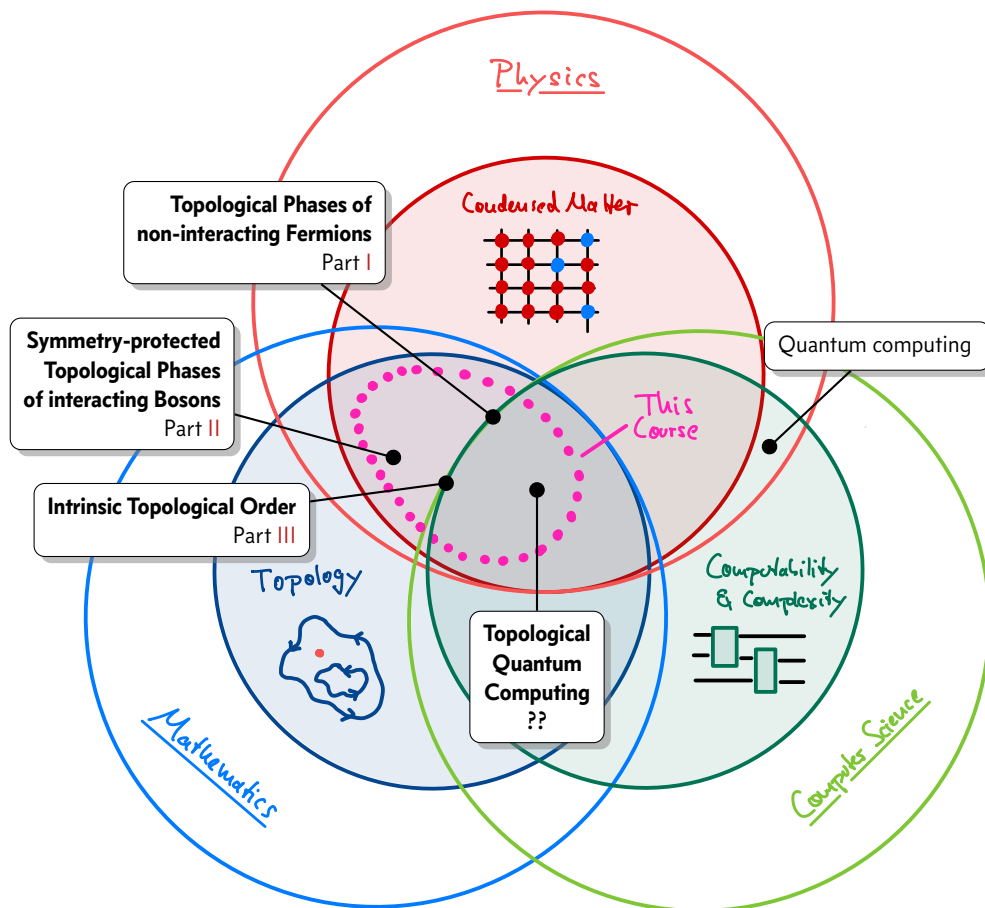 Physics
Topological Phases of
non-interacting Fermions
Part I
Condensed Matter
Symmetry-protected
Topological Phases
of interacting Bosons
Part II
Quantum computing
This
Course
Intrinsic Topological Order
Part III
Topology
Computability
& Complexity
Topological
Quantum
Computing
??
Mathematics
Computer Science